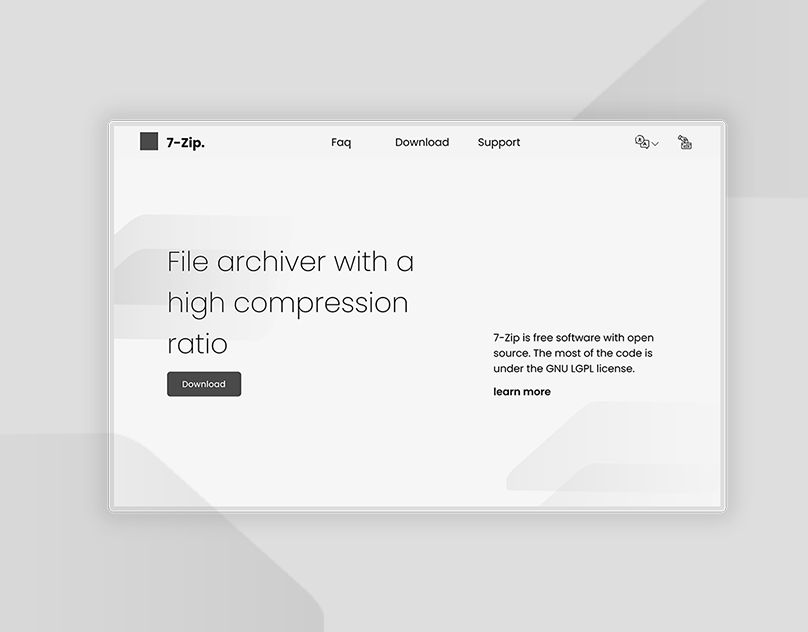 7-Zip.
Faq
Download
Support
File archiver with a
high compression
ratio
Download
7-Zip is free software with open
source. The most of the code is
under the GNU LGPL license.
learn more